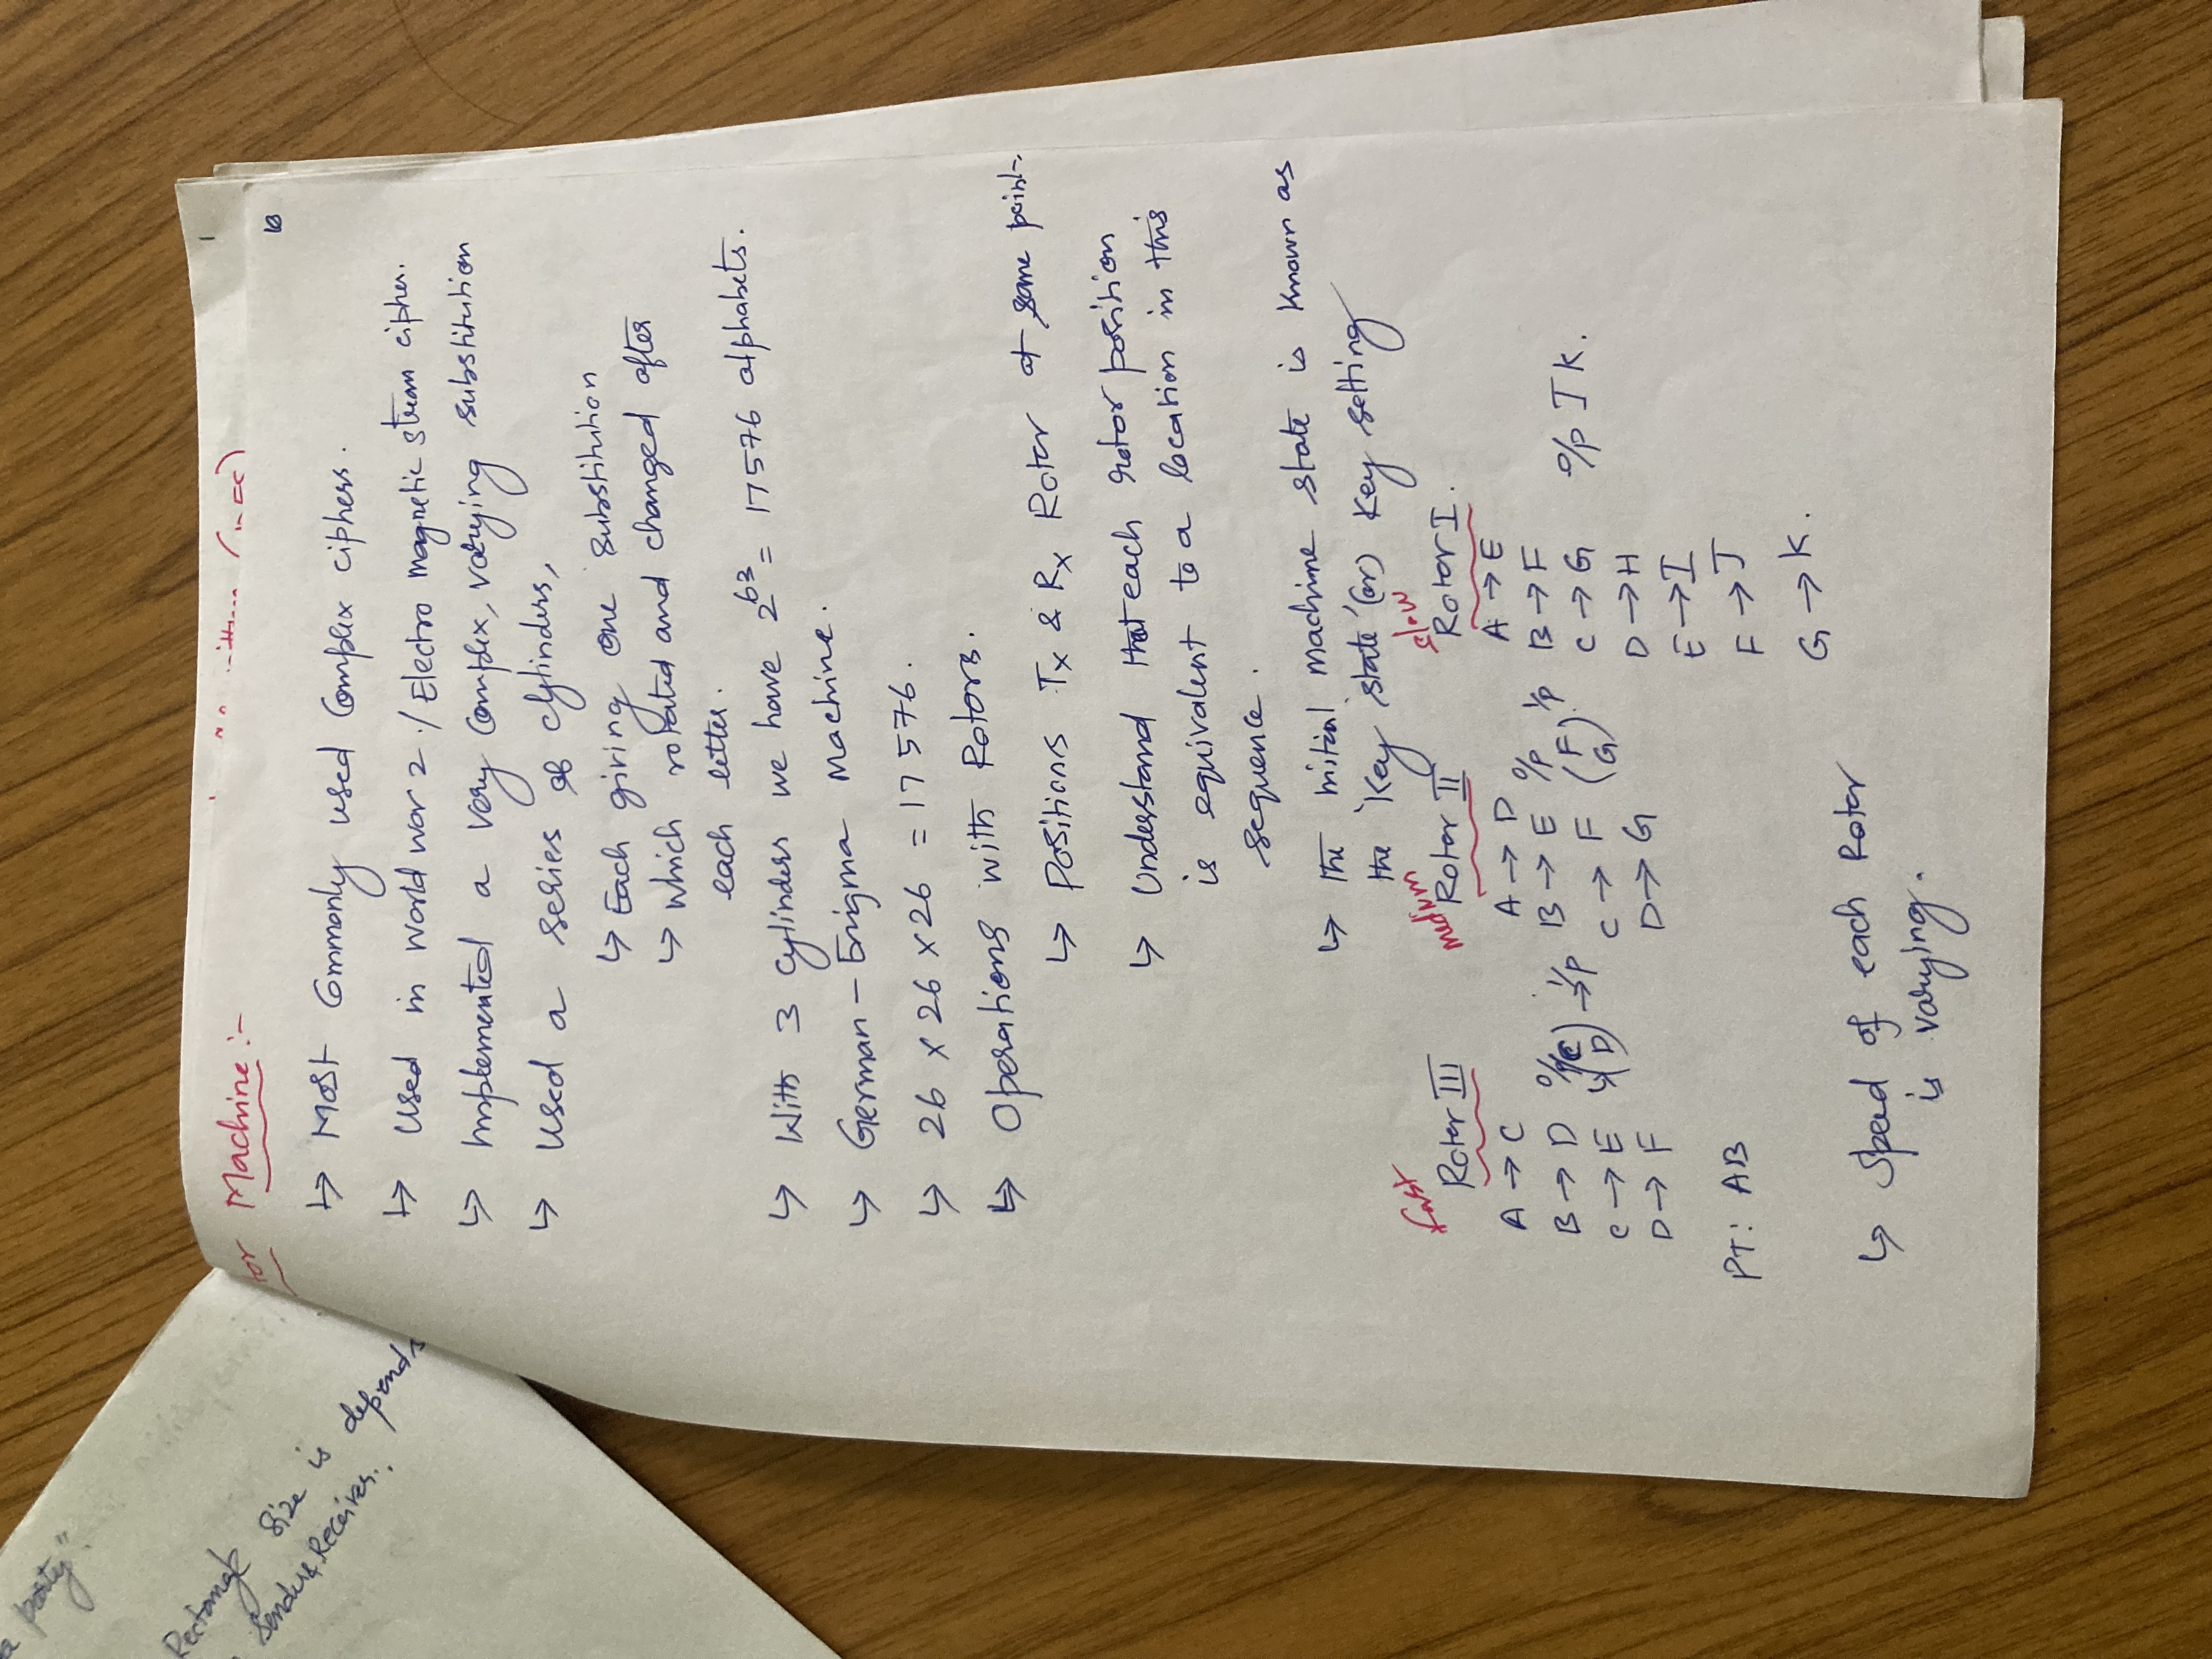 a party".
Rectangle size is depends
Sender & Receiver.
tor Machine :-
(in EC)
10
↳ Most Commonly used Complex ciphers.
↳ Used in world war 2 ./ Electro magnetic stream cipher.
↳ Implemented a very Complex, varying substitution
↳ Used a series of cylinders,
↳ Each giving one substitution
↳ which rotated and changed after
each letter.
↳ With 3 cylinders we have 2^63 = 17576 alphabets.
↳ German - Enigma Machine.
↳ 26 x 26 x 26 = 17576.
↳ Operations with Rotors.
↳ Positions Tx & Rx Rotor at same point.
↳ Understand that each rotor position
is equivalent to a location in this
sequence.
↳ The initial machine state is known as
the 'Key state' (or) Key setting
fast medium slow
Rotor III Rotor II Rotor I.
A → C A → D A → E
B → D O/P (C I/P B → E O/P I/P B → F
C → E ↳ D) → C → F (F G) C → G O/P J K.
D → F D → G D → H
E → I
PT: AB F → J
G → K.
↳ Speed of each Rotor
is varying.